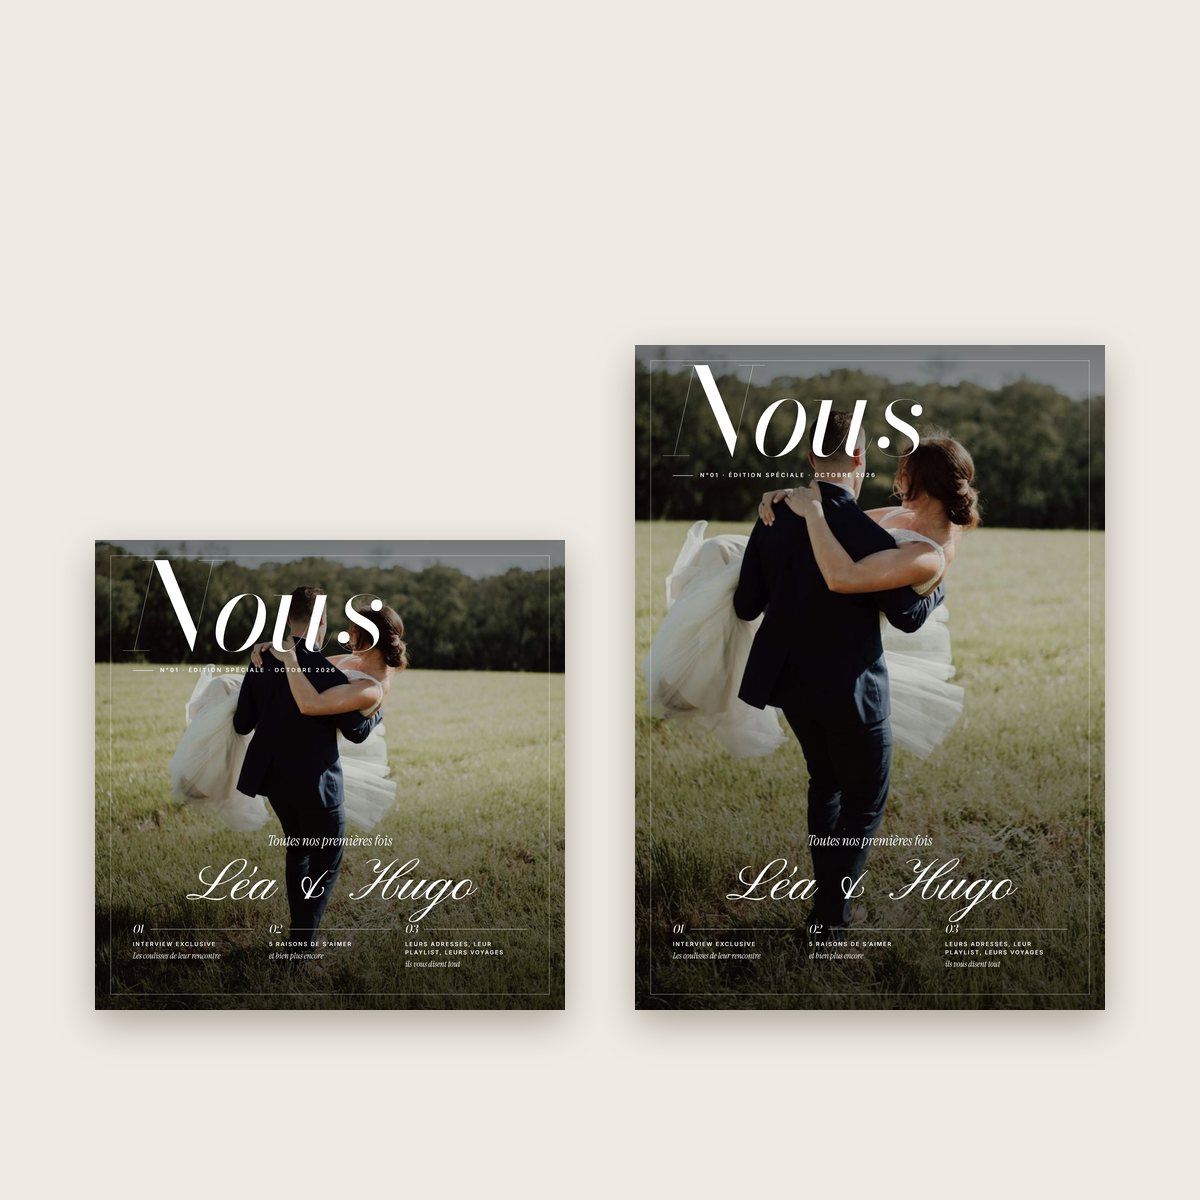 Nous
N°01 · ÉDITION SPÉCIALE · OCTOBRE 2026
Toutes nos premières fois
Léa & Hugo
01
INTERVIEW EXCLUSIVE
Les coulisses de leur rencontre
02
5 RAISONS DE S'AIMER
et bien plus encore
03
LEURS ADRESSES, LEUR
PLAYLIST, LEURS VOYAGES
ils vous disent tout
Nous
N°01 · ÉDITION SPÉCIALE · OCTOBRE 2026
Toutes nos premières fois
Léa & Hugo
01
INTERVIEW EXCLUSIVE
Les coulisses de leur rencontre
02
5 RAISONS DE S'AIMER
et bien plus encore
03
LEURS ADRESSES, LEUR
PLAYLIST, LEURS VOYAGES
ils vous disent tout